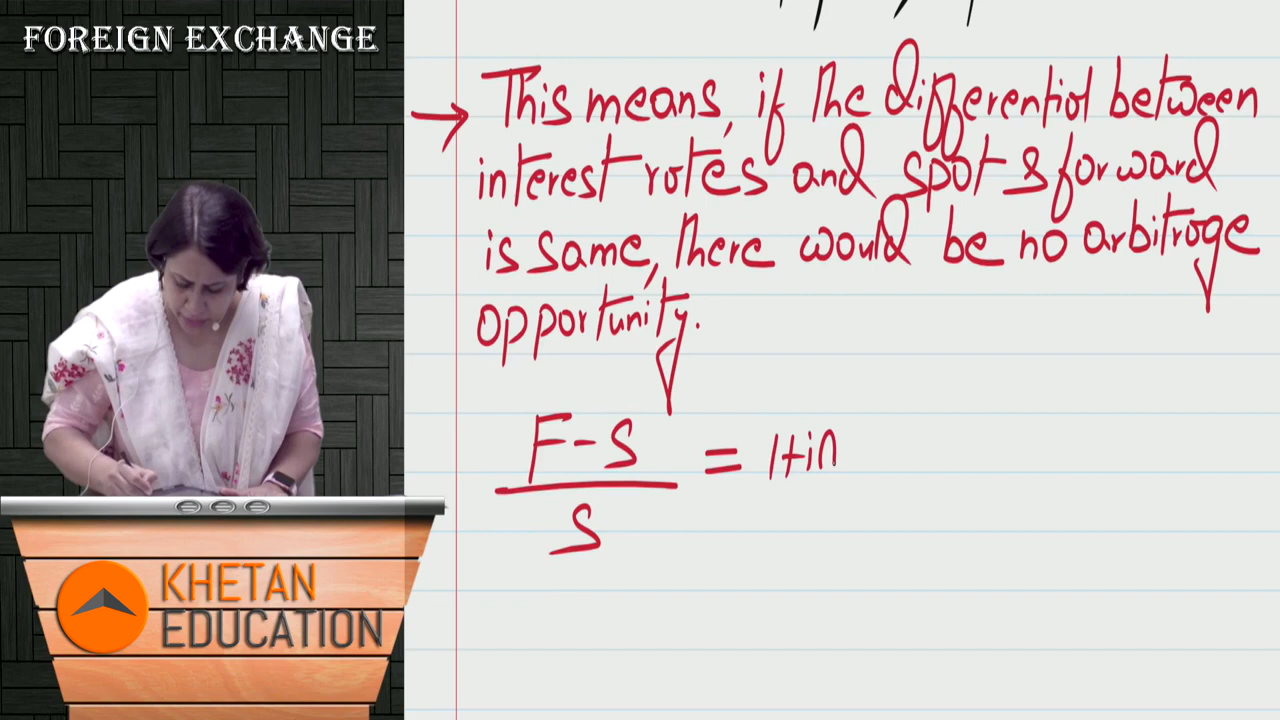 FOREIGN EXCHANGE
→ This means, if the differential between
interest rates and spot & forward
is same, there would be no arbitrage
opportunity.
F-S
= 1+in
S
KHETAN
EDUCATION